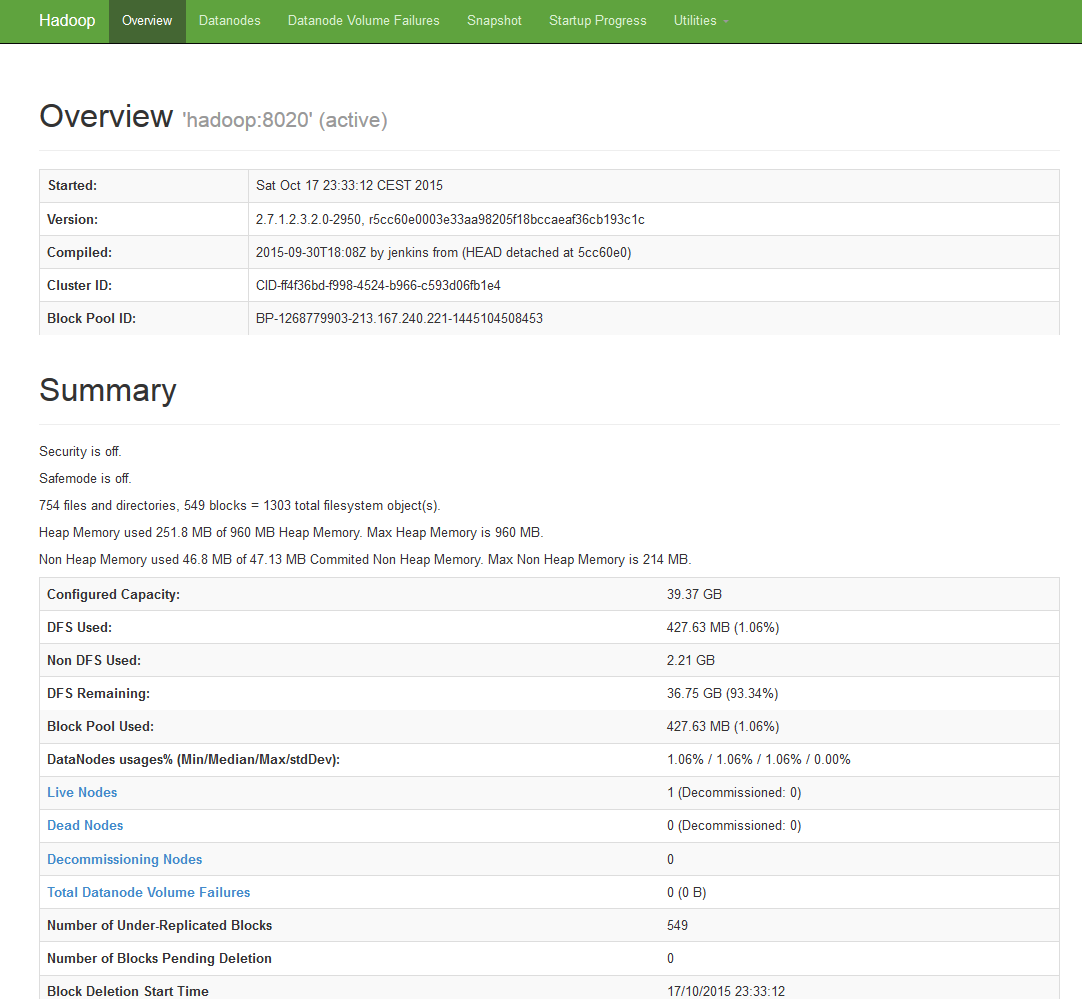 Hadoop Overview Datanodes Datanode Volume Failures Snapshot Startup Progress Utilities
Overview 'hadoop:8020' (active)
Started: Sat Oct 17 23:33:12 CEST 2015
Version: 2.7.1.2.3.2.0-2950, r5cc60e0003e33aa98205f18bccaeaf36cb193c1c
Compiled: 2015-09-30T18:08Z by jenkins from (HEAD detached at 5cc60e0)
Cluster ID: CID-ff4f36bd-f998-4524-b966-c593d06fb1e4
Block Pool ID: BP-1268779903-213.167.240.221-1445104508453
Summary
Security is off.
Safemode is off.
754 files and directories, 549 blocks = 1303 total filesystem object(s).
Heap Memory used 251.8 MB of 960 MB Heap Memory. Max Heap Memory is 960 MB.
Non Heap Memory used 46.8 MB of 47.13 MB Commited Non Heap Memory. Max Non Heap Memory is 214 MB.
Configured Capacity: 39.37 GB
DFS Used: 427.63 MB (1.06%)
Non DFS Used: 2.21 GB
DFS Remaining: 36.75 GB (93.34%)
Block Pool Used: 427.63 MB (1.06%)
DataNodes usages% (Min/Median/Max/stdDev): 1.06% / 1.06% / 1.06% / 0.00%
Live Nodes 1 (Decommissioned: 0)
Dead Nodes 0 (Decommissioned: 0)
Decommissioning Nodes 0
Total Datanode Volume Failures 0 (0 B)
Number of Under-Replicated Blocks 549
Number of Blocks Pending Deletion 0
Block Deletion Start Time 17/10/2015 23:33:12